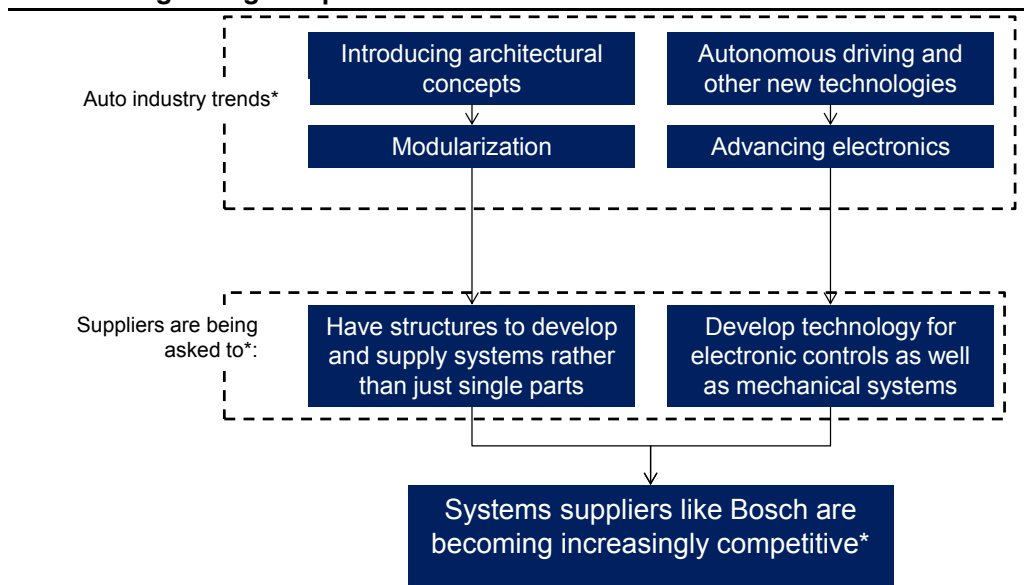 Introducing architectural
concepts
Autonomous driving and
other new technologies
Auto industry trends*
Modularization
Advancing electronics
Suppliers are being
asked to*:
Have structures to develop
and supply systems rather
than just single parts
Develop technology for
electronic controls as well
as mechanical systems
Systems suppliers like Bosch are
becoming increasingly competitive*